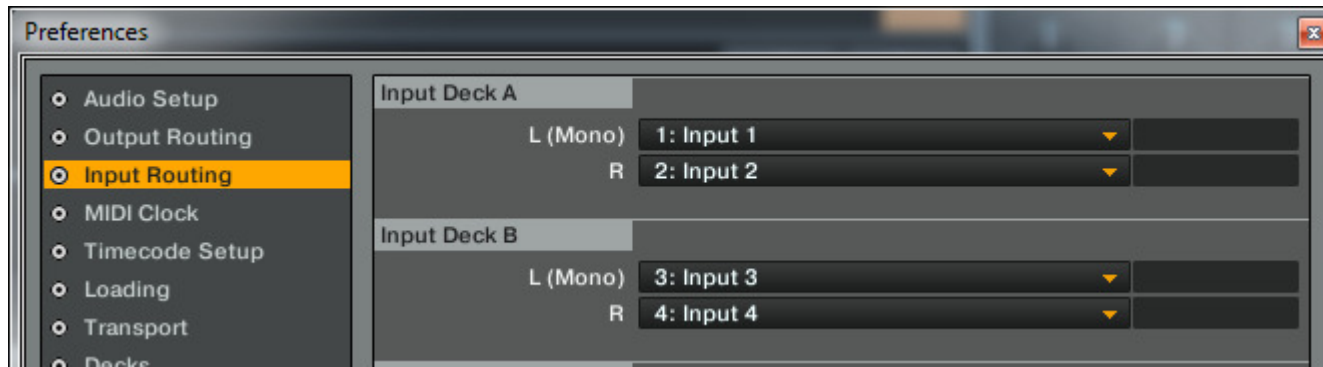 Preferences
Audio Setup
Output Routing
Input Routing
MIDI Clock
Timecode Setup
Loading
Transport
Decks
Input Deck A
L (Mono) 1: Input 1
R 2: Input 2
Input Deck B
L (Mono) 3: Input 3
R 4: Input 4